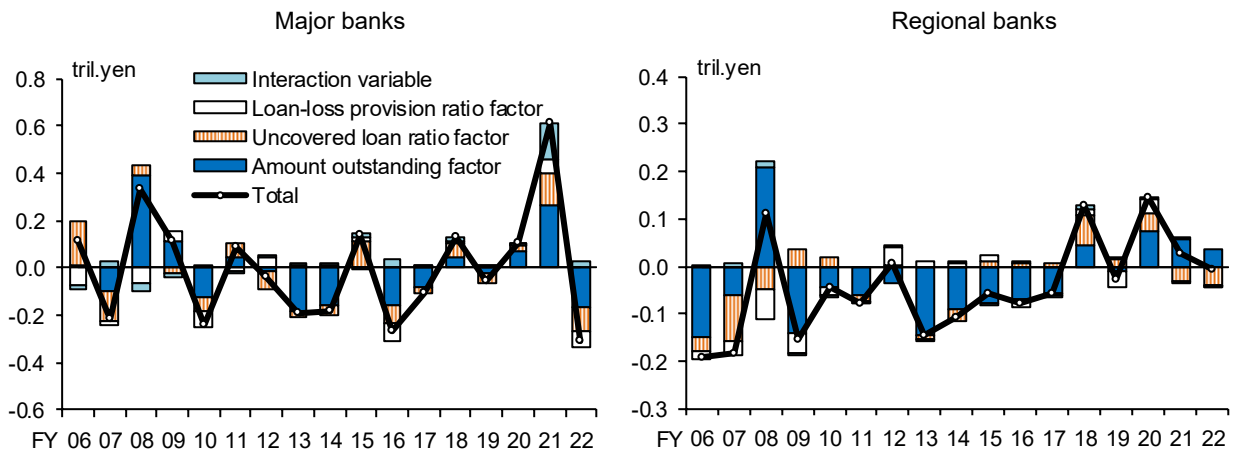 Major banks
Regional banks
tril.yen
Interaction variable
Loan-loss provision ratio factor
Uncovered loan ratio factor
Amount outstanding factor
Total
0.8
0.6
0.4
0.2
0.0
-0.2
-0.4
-0.6
FY 06 07 08 09 10 11 12 13 14 15 16 17 18 19 20 21 22
tril.yen
0.4
0.3
0.2
0.1
0.0
-0.1
-0.2
-0.3
FY 06 07 08 09 10 11 12 13 14 15 16 17 18 19 20 21 22